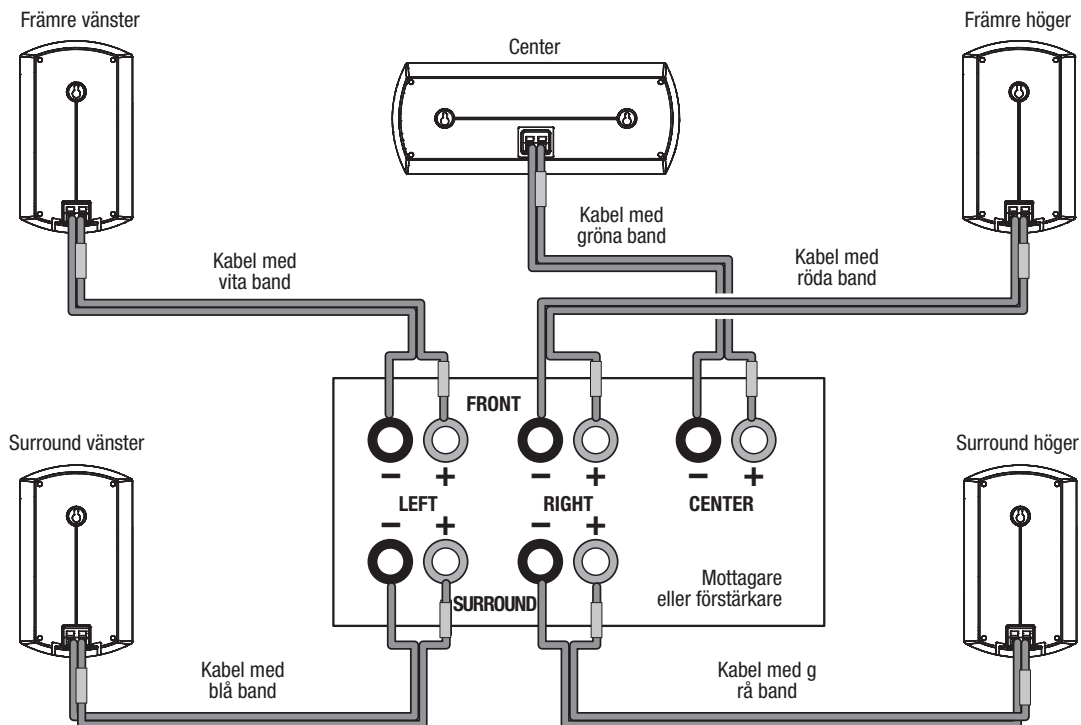 Främre vänster
Center
Främre höger
Kabel med
gröna band
Kabel med
vita band
Kabel med
röda band
FRONT
Surround vänster
Surround höger
− + − + − +
LEFT RIGHT CENTER
− + − +
Mottagare
eller förstärkare
SURROUND
Kabel med
blå band
Kabel med g
rå band